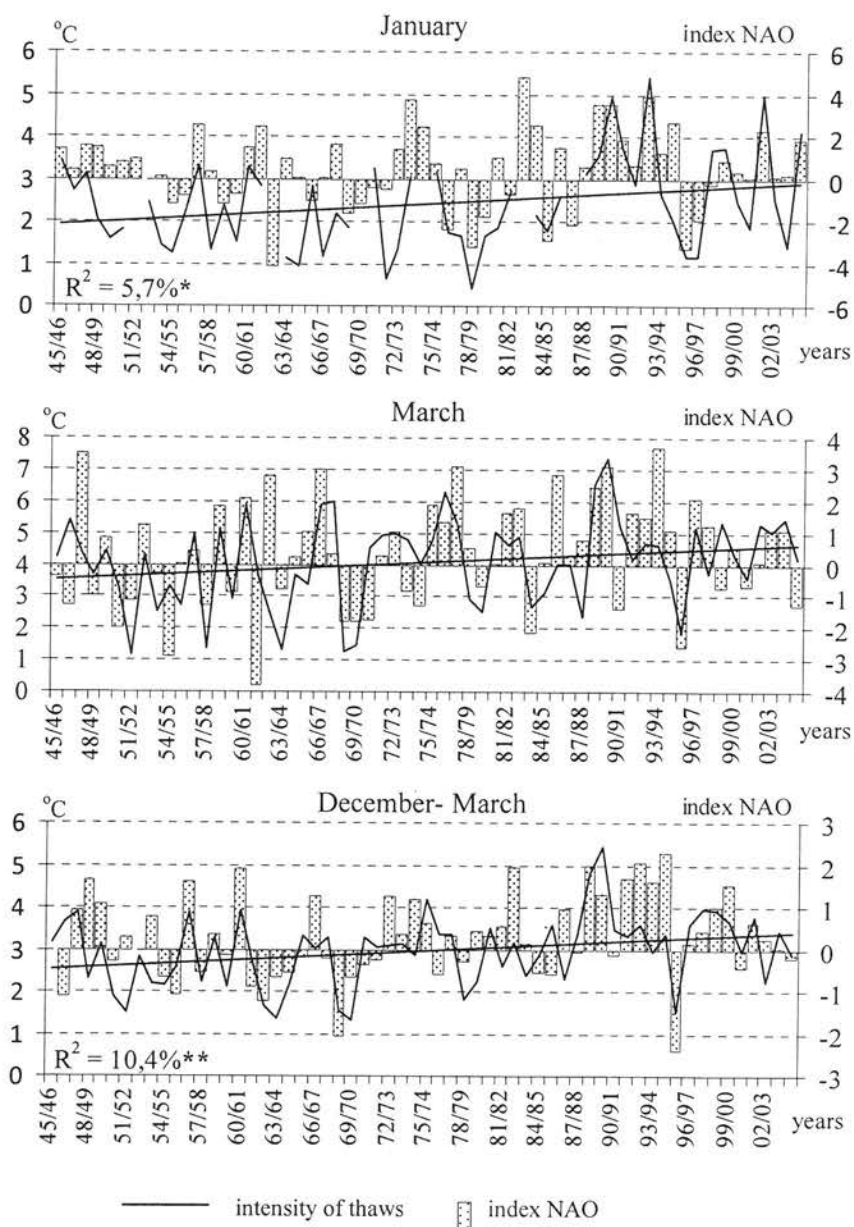 °C January index NAO
6 5 4 3 2 1 0
6 4 2 0 -2 -4 -6
R² = 5,7%*
45/46 48/49 51/52 54/55 57/58 60/61 63/64 66/67 69/70 72/73 75/74 78/79 81/82 84/85 87/88 90/91 93/94 96/97 99/00 02/03 years
°C March index NAO
8 7 6 5 4 3 2 1 0
4 3 2 1 0 -1 -2 -3 -4
45/46 48/49 51/52 54/55 57/58 60/61 63/64 66/67 69/70 72/73 75/74 78/79 81/82 84/85 87/88 90/91 93/94 96/97 99/00 02/03 years
°C December- March index NAO
6 5 4 3 2 1 0
3 2 1 0 -1 -2 -3
R² = 10,4%**
45/46 48/49 51/52 54/55 57/58 60/61 63/64 66/67 69/70 72/73 75/74 78/79 81/82 84/85 87/88 90/91 93/94 96/97 99/00 02/03 years
intensity of thaws index NAO